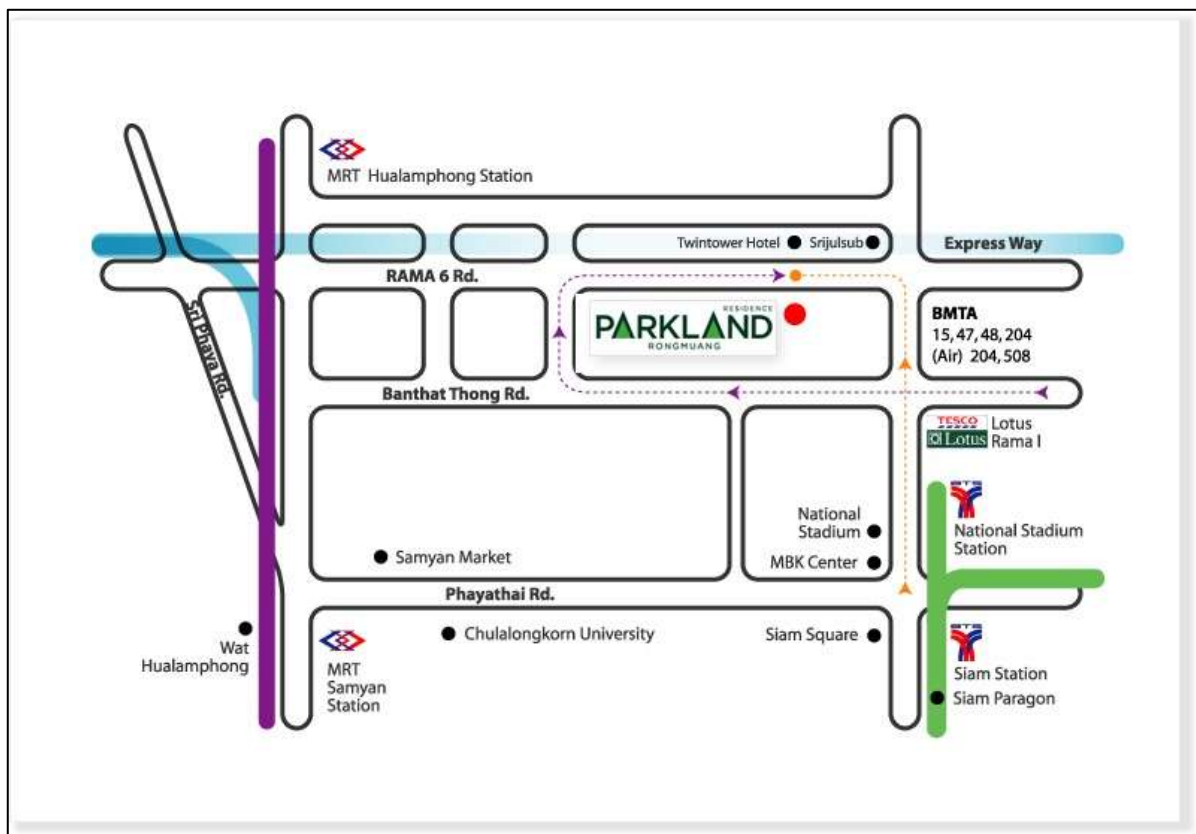 MRT Hualamphong Station
Twintower Hotel
Srijulsub
Express Way
RAMA 6 Rd.
RESIDENCE
PARKLAND
RONGMUANG
BMTA
15, 47, 48, 204
(Air) 204, 508
Sri Phaya Rd.
Banthat Thong Rd.
TESCO
Lotus
Lotus
Rama I
National
Stadium
National Stadium
Station
Samyan Market
MBK Center
Phayathai Rd.
Wat
Hualamphong
Chulalongkorn University
Siam Square
MRT
Samyan
Station
Siam Station
Siam Paragon